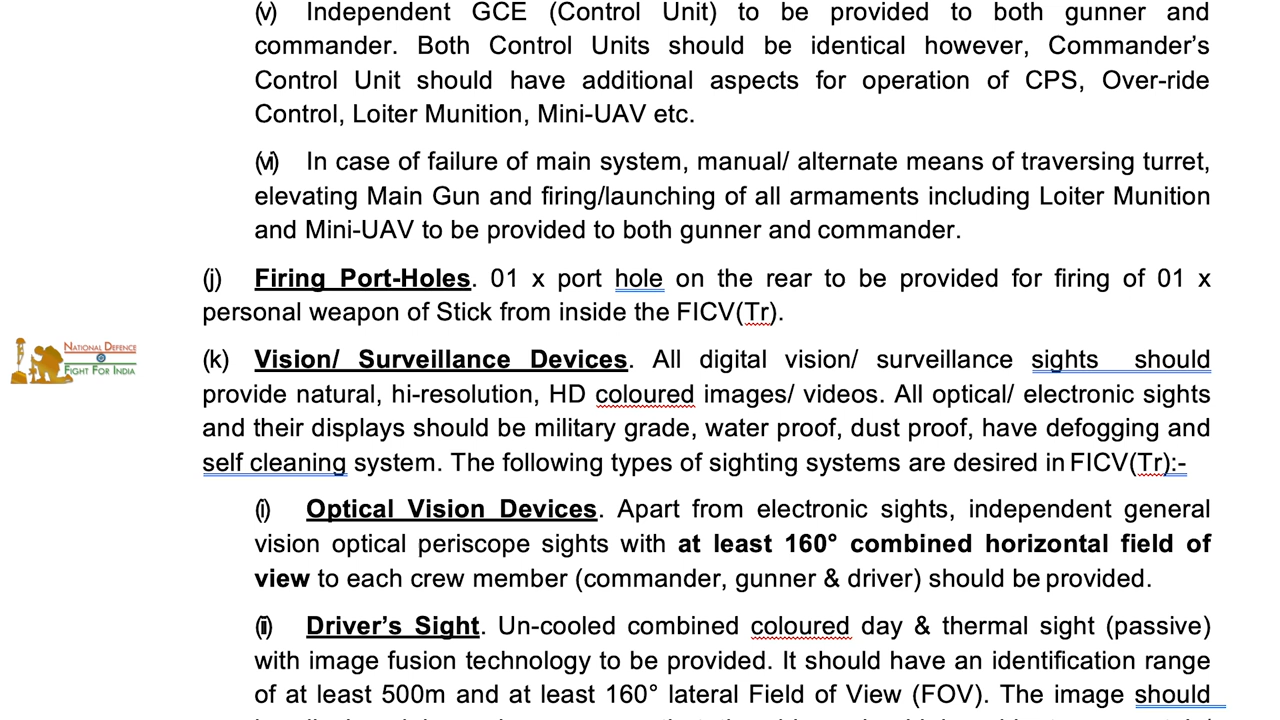 (v) Independent GCE (Control Unit) to be provided to both gunner and
commander. Both Control Units should be identical however, Commander's
Control Unit should have additional aspects for operation of CPS, Over-ride
Control, Loiter Munition, Mini-UAV etc.
(vi) In case of failure of main system, manual/ alternate means of traversing turret,
elevating Main Gun and firing/launching of all armaments including Loiter Munition
and Mini-UAV to be provided to both gunner and commander.
(j) Firing Port-Holes. 01 x port hole on the rear to be provided for firing of 01 x
personal weapon of Stick from inside the FICV(Tr).
NATIONAL DEFENCE
FIGHT FOR INDIA
(k) Vision/ Surveillance Devices. All digital vision/ surveillance sights should
provide natural, hi-resolution, HD coloured images/ videos. All optical/ electronic sights
and their displays should be military grade, water proof, dust proof, have defogging and
self cleaning system. The following types of sighting systems are desired in FICV(Tr):-
(i) Optical Vision Devices. Apart from electronic sights, independent general
vision optical periscope sights with at least 160° combined horizontal field of
view to each crew member (commander, gunner & driver) should be provided.
(ii) Driver's Sight. Un-cooled combined coloured day & thermal sight (passive)
with image fusion technology to be provided. It should have an identification range
of at least 500m and at least 160° lateral Field of View (FOV). The image should